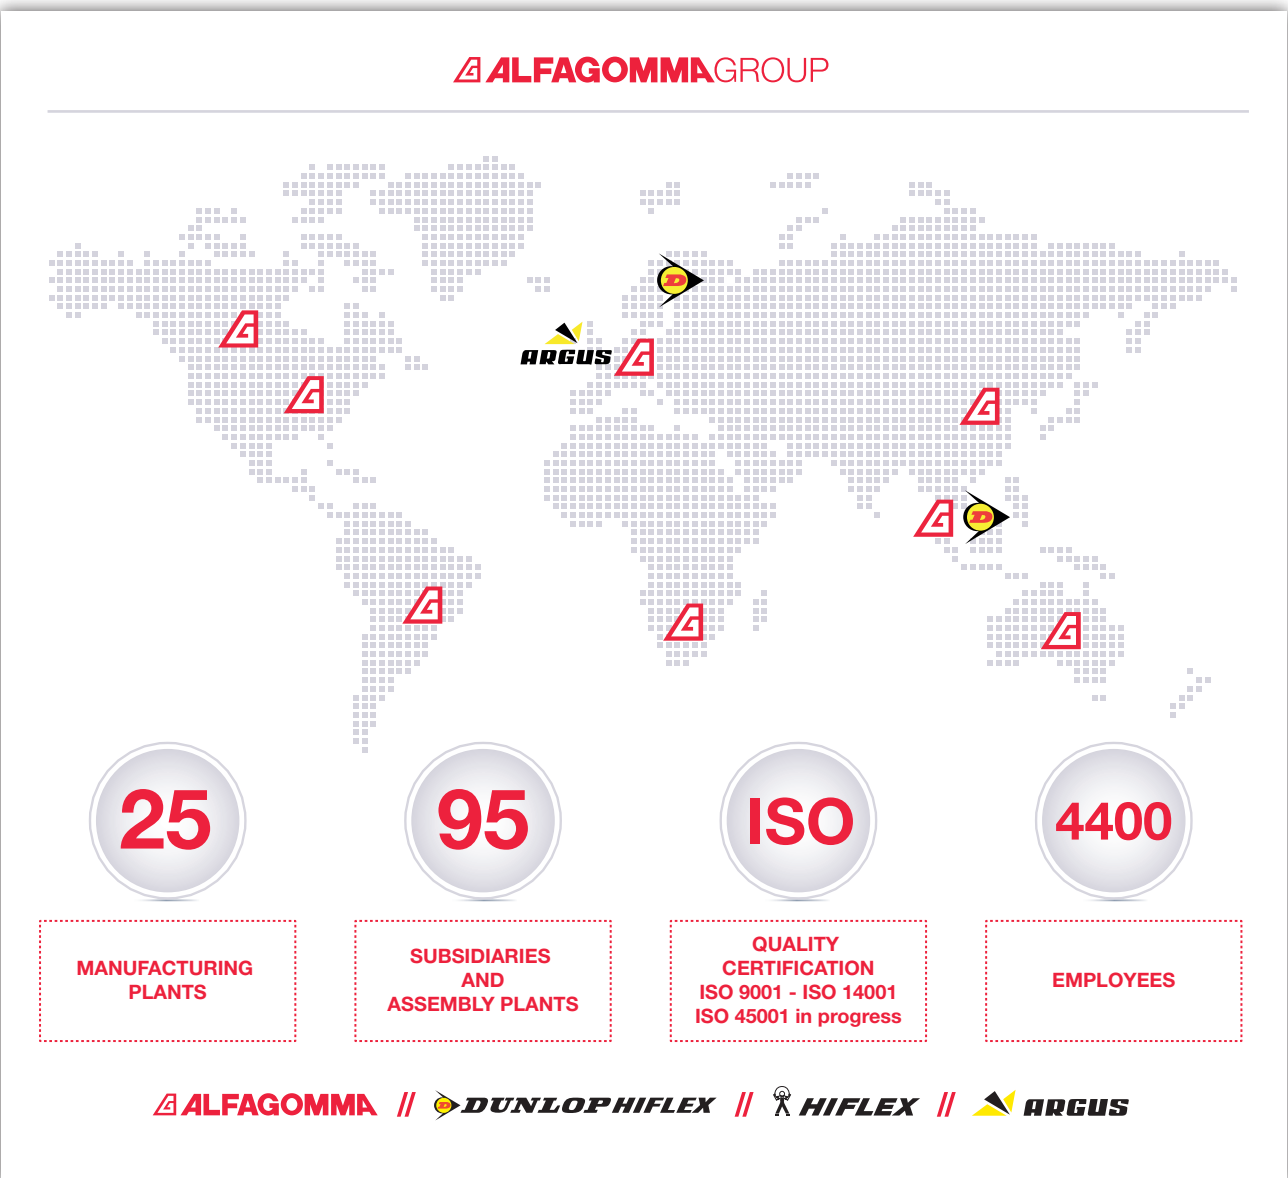 ALFAGOMMAGROUP
D
ARGUS
D
25
95
ISO
4400
MANUFACTURING
PLANTS
SUBSIDIARIES
AND
ASSEMBLY PLANTS
QUALITY
CERTIFICATION
ISO 9001 - ISO 14001
ISO 45001 in progress
EMPLOYEES
ALFAGOMMA // D DUNLOP HIFLEX // HIFLEX // ARGUS